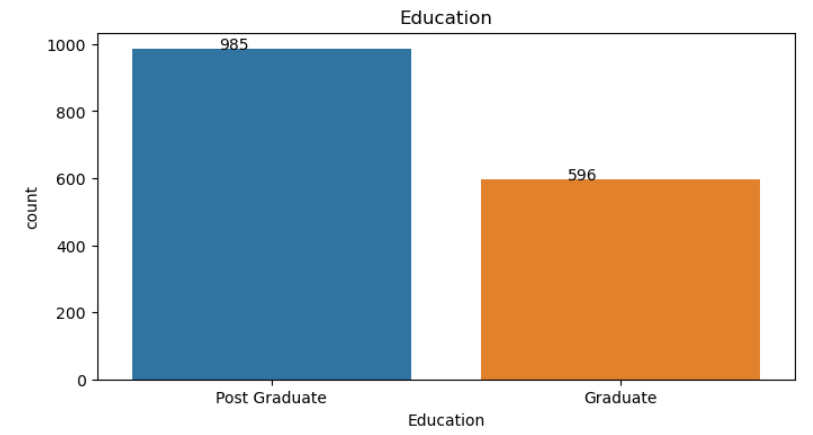 Education
1000
800
600
400
200
0
count
985
596
Post Graduate
Graduate
Education